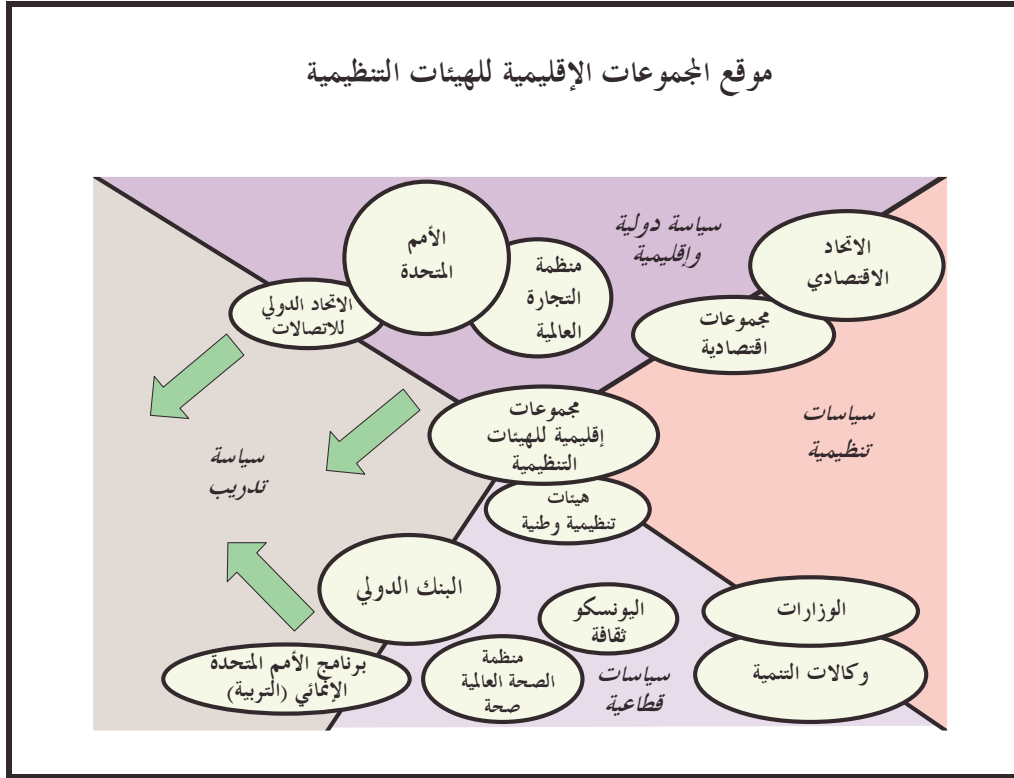 موقع المجموعات الإقليمية للهيئات التنظيمية
سياسة دولية
وإقليمية
الاتحاد
الاقتصادي
الأمم
المتحدة
منظمة
التجارة
العالمية
الاتحاد الدولي
للاتصالات
مجموعات
اقتصادية
مجموعات
إقليمية للهيئات
التنظيمية
سياسات
تنظيمية
سياسة
تدريب
هيئات
تنظيمية وطنية
البنك الدولي
اليونسكو
ثقافة
الوزارات
وكالات التنمية
برنامج الأمم المتحدة
الإنمائي (التربية)
منظمة
الصحة العالمية
صحة
سياسات
قطاعية